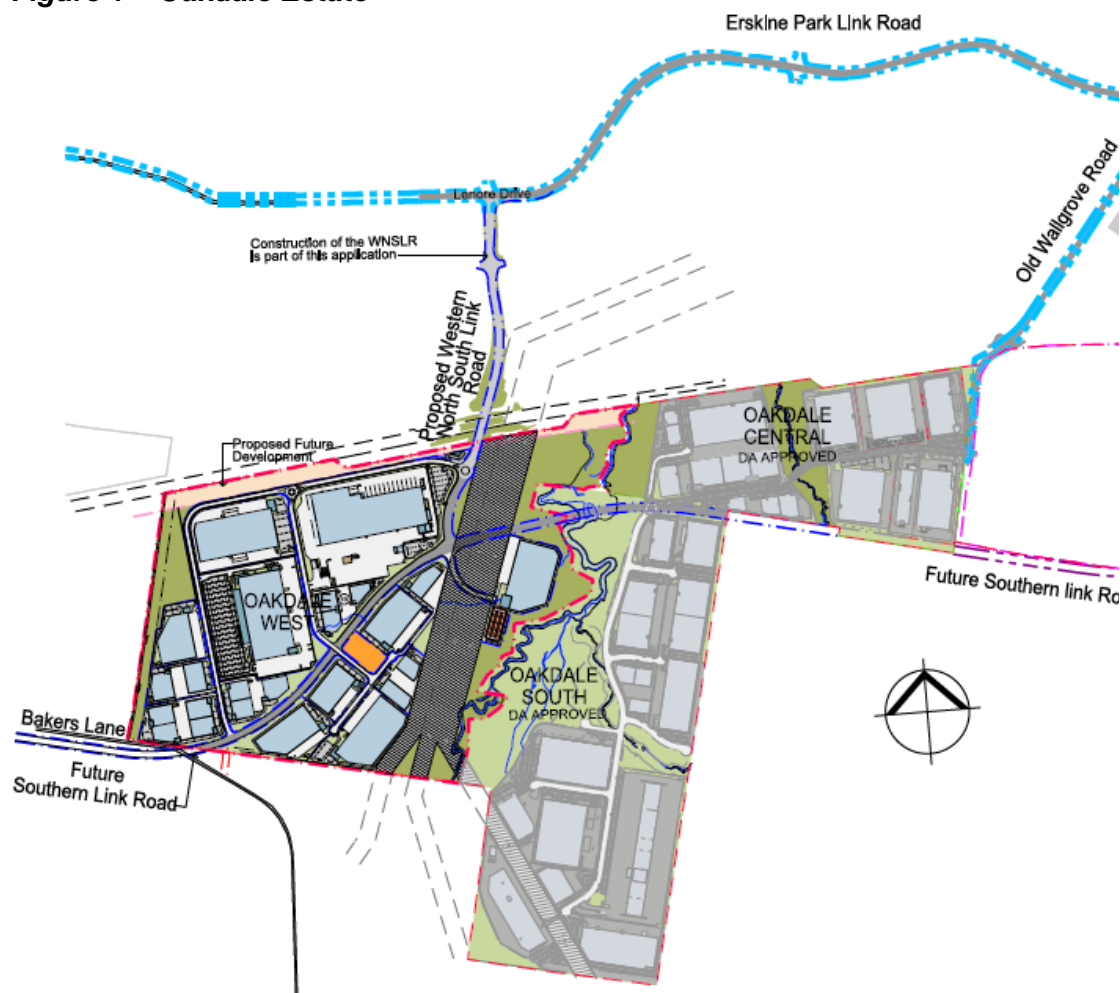 Erskine Park Link Road
Old Wallgrove Road
Lenore Drive
Construction of the WNSLR
is part of this application
Proposed Western
North South Link
Road
Proposed Future
Development
OAKDALE
CENTRAL
DA APPROVED
OAKDALE
WEST
Future Southern link Ro
OAKDALE
SOUTH
DA APPROVED
Bakers Lane
Future
Southern Link Road